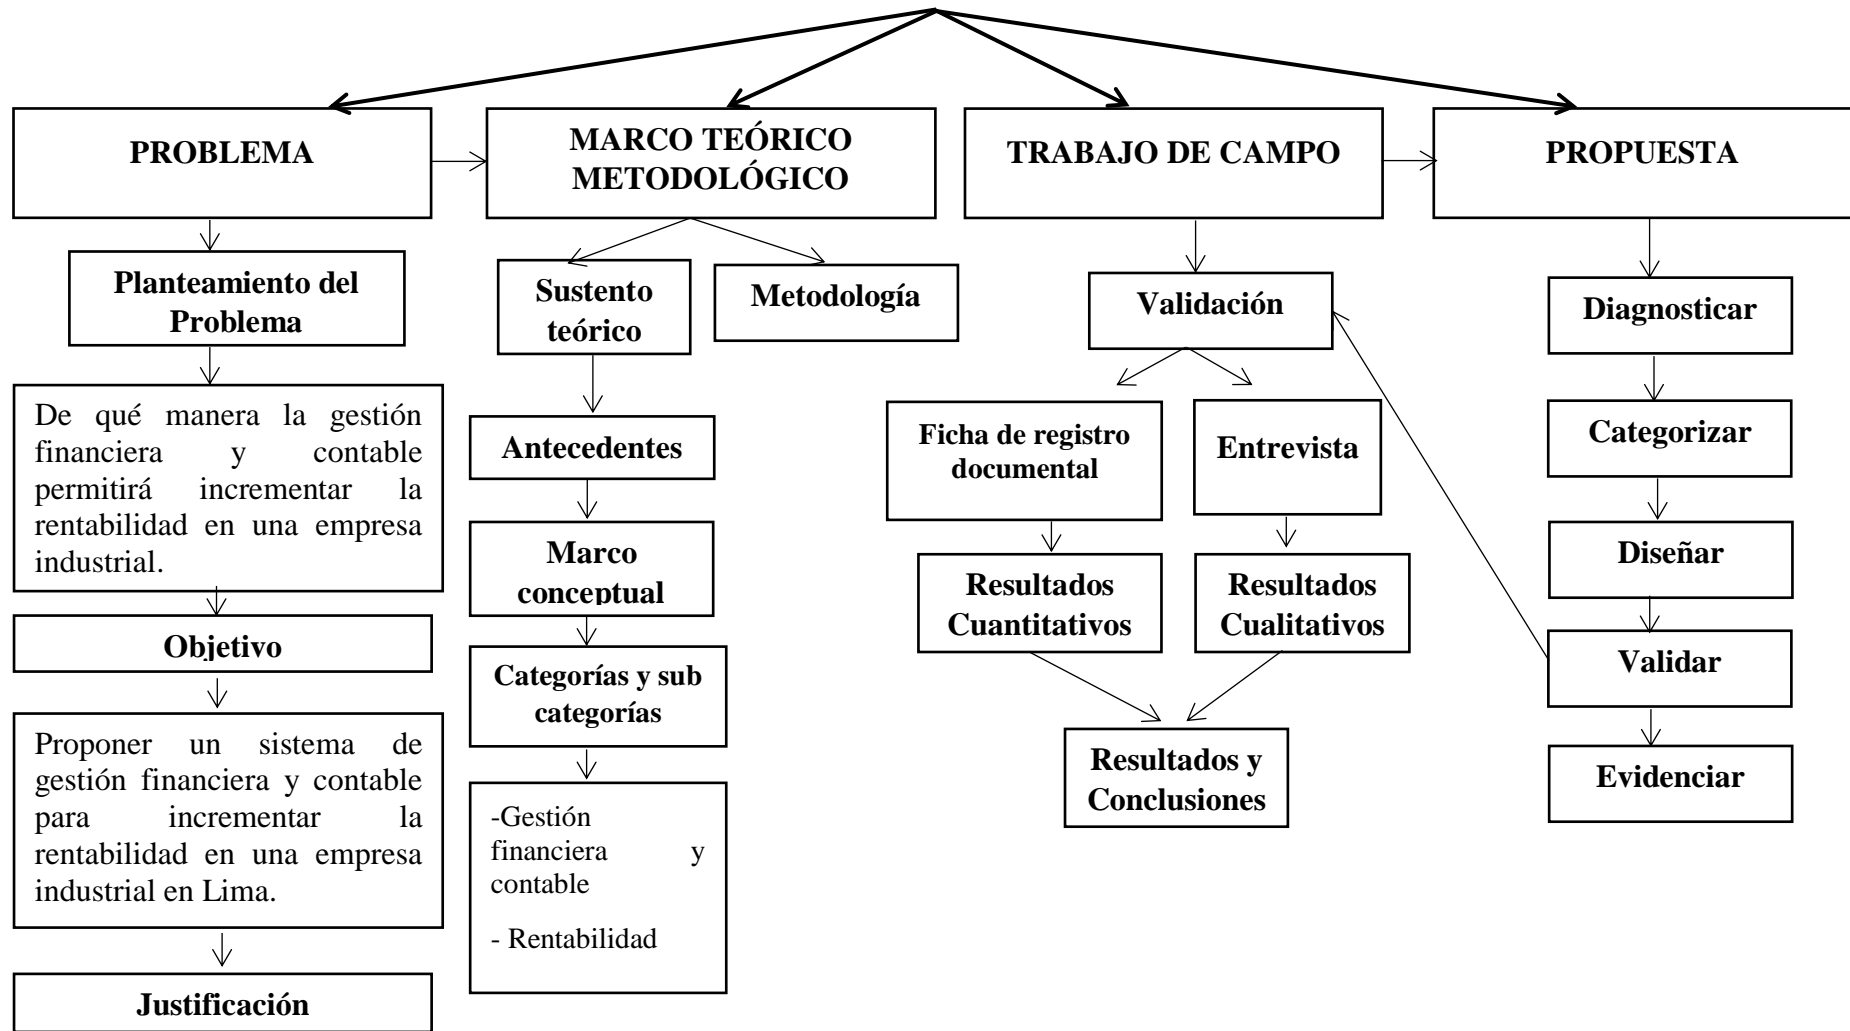 PROBLEMA
MARCO TEÓRICO
METODOLÓGICO
TRABAJO DE CAMPO
PROPUESTA
Planteamiento del
Problema
De qué manera la gestión
financiera y contable
permitirá incrementar la
rentabilidad en una empresa
industrial.
Objetivo
Proponer un sistema de
gestión financiera y contable
para incrementar la
rentabilidad en una empresa
industrial en Lima.
Justificación
Sustento
teórico
Metodología
Antecedentes
Marco
conceptual
Categorías y sub
categorías
-Gestión
financiera y
contable
- Rentabilidad
Validación
Ficha de registro
documental
Entrevista
Resultados
Cuantitativos
Resultados
Cualitativos
Resultados y
Conclusiones
Diagnosticar
Categorizar
Diseñar
Validar
Evidenciar